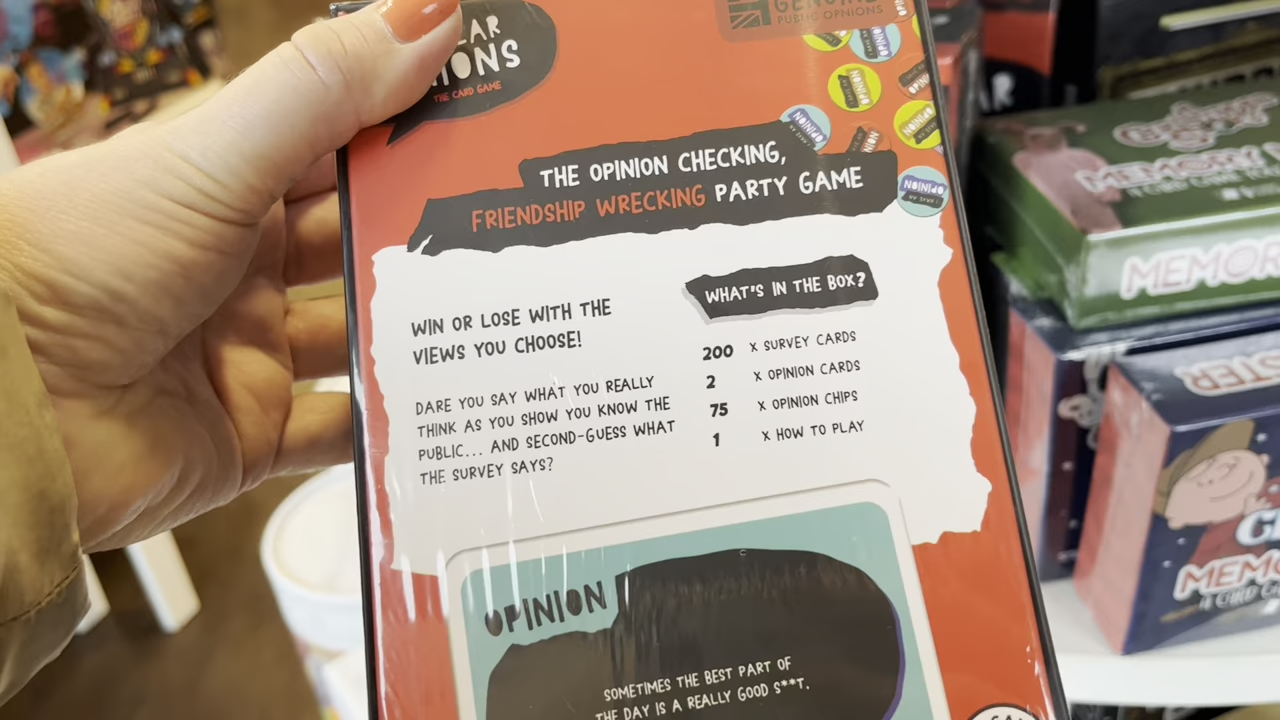 THE CARD GAME
PUBLIC OPINIONS
OPINION
OPINION
OPINION
THE OPINION CHECKING,
FRIENDSHIP WRECKING PARTY GAME
WIN OR LOSE WITH THE
VIEWS YOU CHOOSE!
DARE YOU SAY WHAT YOU REALLY
THINK AS YOU SHOW YOU KNOW THE
PUBLIC... AND SECOND-GUESS WHAT
THE SURVEY SAYS?
WHAT'S IN THE BOX?
200 X SURVEY CARDS
2 X OPINION CARDS
75 X OPINION CHIPS
1 X HOW TO PLAY
OPINION
SOMETIMES THE BEST PART OF
THE DAY IS A REALLY GOOD S**T.
MEMORY